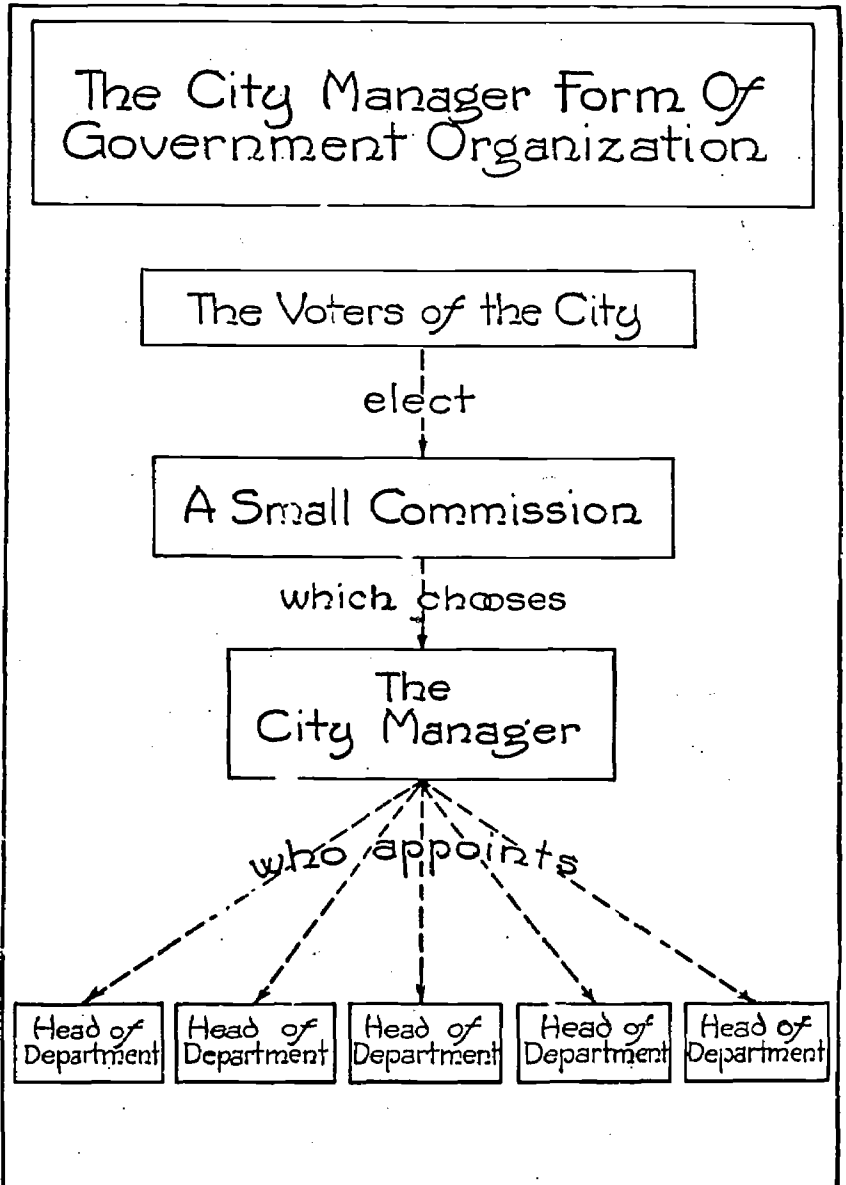 The City Manager Form Of
Government Organization
The Voters of the City
elect
A Small Commission
which chooses
The
City Manager
who appoints
Head of
Department
Head of
Department
Head of
Department
Head of
Department
Head of
Department